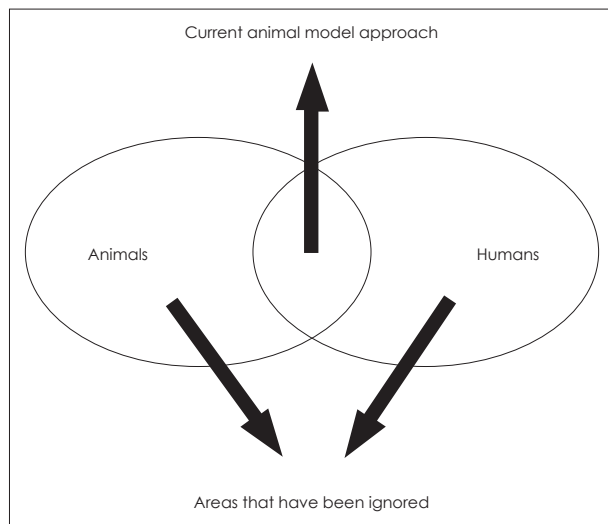 Current animal model approach
Animals
Humans
Areas that have been ignored